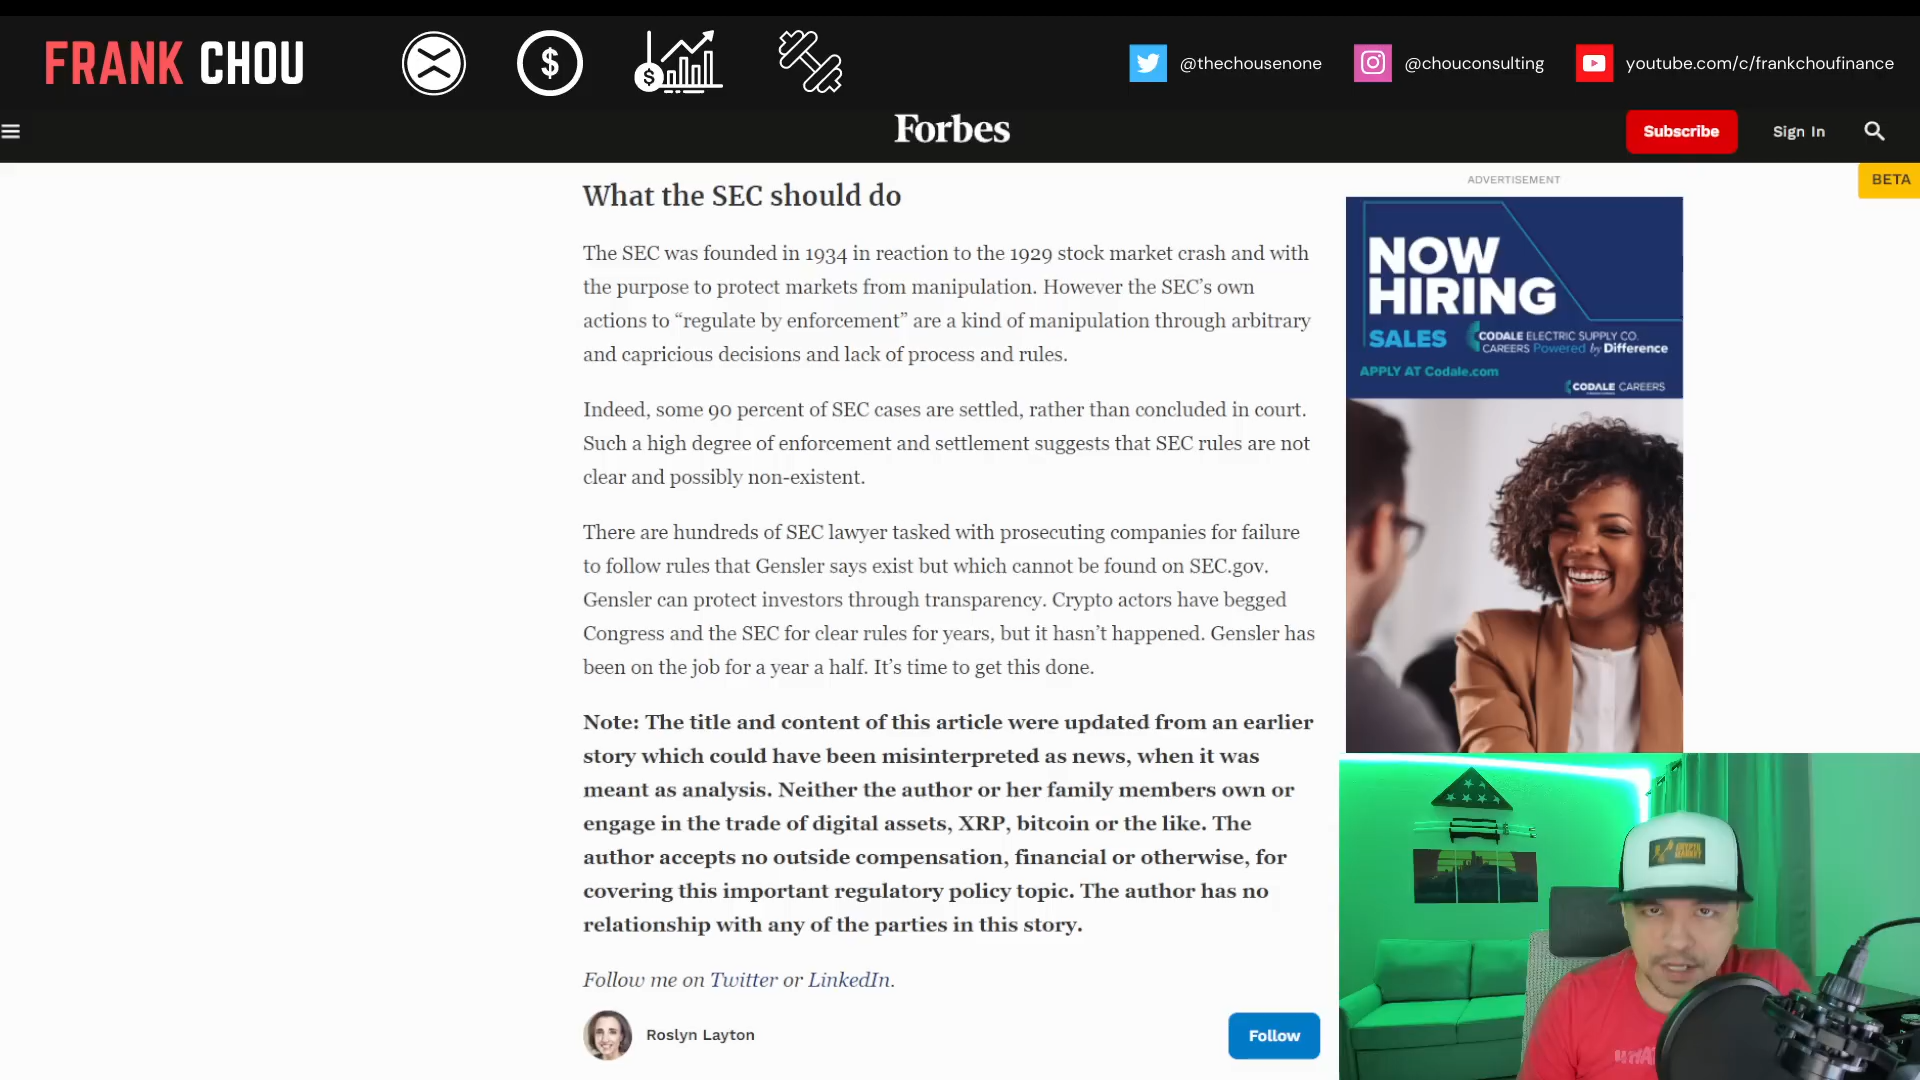 FRANK CHOU
@thechousenone
@chouconsulting
youtube.com/c/frankchoufinance
Forbes
Subscribe
Sign In
BETA
What the SEC should do
The SEC was founded in 1934 in reaction to the 1929 stock market crash and with
the purpose to protect markets from manipulation. However the SEC’s own
actions to “regulate by enforcement” are a kind of manipulation through arbitrary
and capricious decisions and lack of process and rules.
Indeed, some 90 percent of SEC cases are settled, rather than concluded in court.
Such a high degree of enforcement and settlement suggests that SEC rules are not
clear and possibly non-existent.
There are hundreds of SEC lawyer tasked with prosecuting companies for failure
to follow rules that Gensler says exist but which cannot be found on SEC.gov.
Gensler can protect investors through transparency. Crypto actors have begged
Congress and the SEC for clear rules for years, but it hasn’t happened. Gensler has
been on the job for a year a half. It’s time to get this done.
Note: The title and content of this article were updated from an earlier
story which could have been misinterpreted as news, when it was
meant as analysis. Neither the author or her family members own or
engage in the trade of digital assets, XRP, bitcoin or the like. The
author accepts no outside compensation, financial or otherwise, for
covering this important regulatory policy topic. The author has no
relationship with any of the parties in this story.
Follow me on Twitter or LinkedIn.
Roslyn Layton
Follow
ADVERTISEMENT
NOW
HIRING
SALES
CODALE ELECTRIC SUPPLY CO.
CAREERS Powered by Difference
APPLY AT Codale.com
CODALE CAREERS
CRYPTO
MARKET